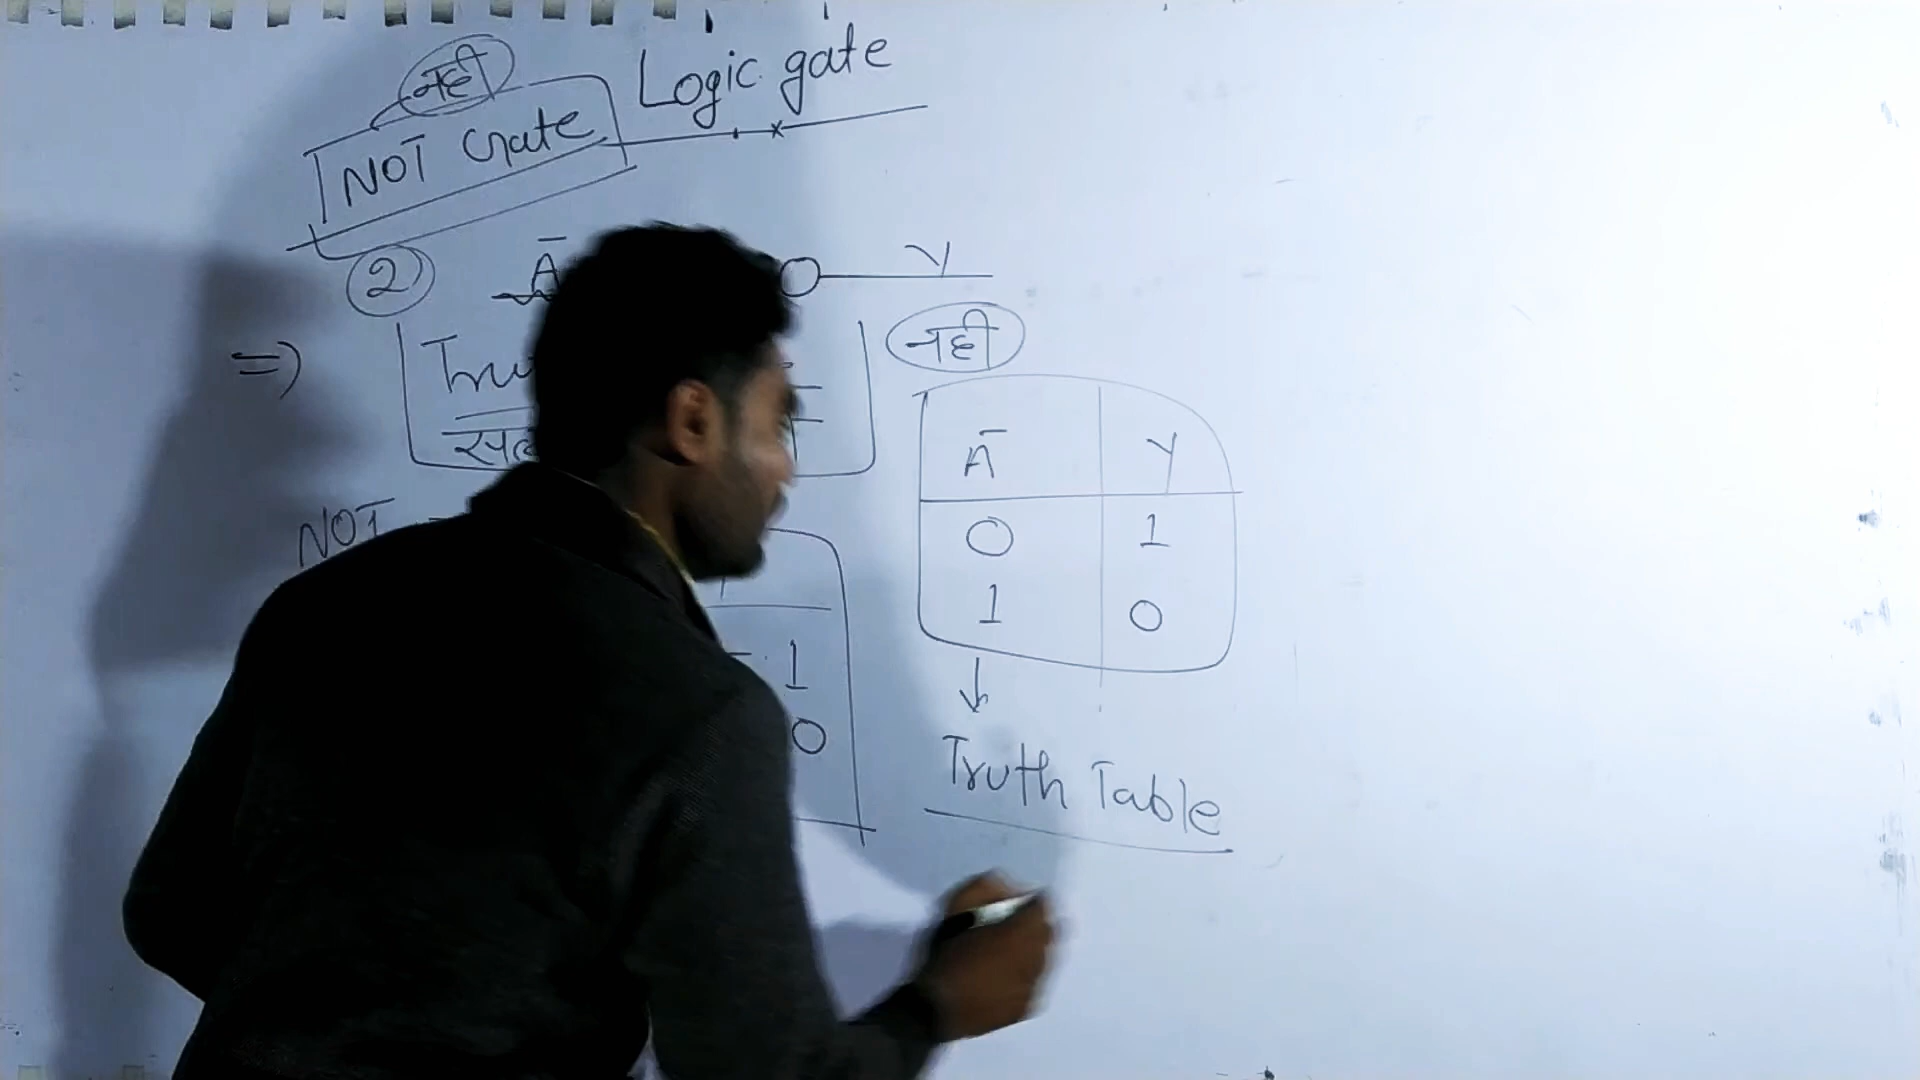 नही
Logic gate
NOT Gate
2
Ā
Y
=)
नही
Ā Y
0 1
1 0
NOT
1
0
Truth Table